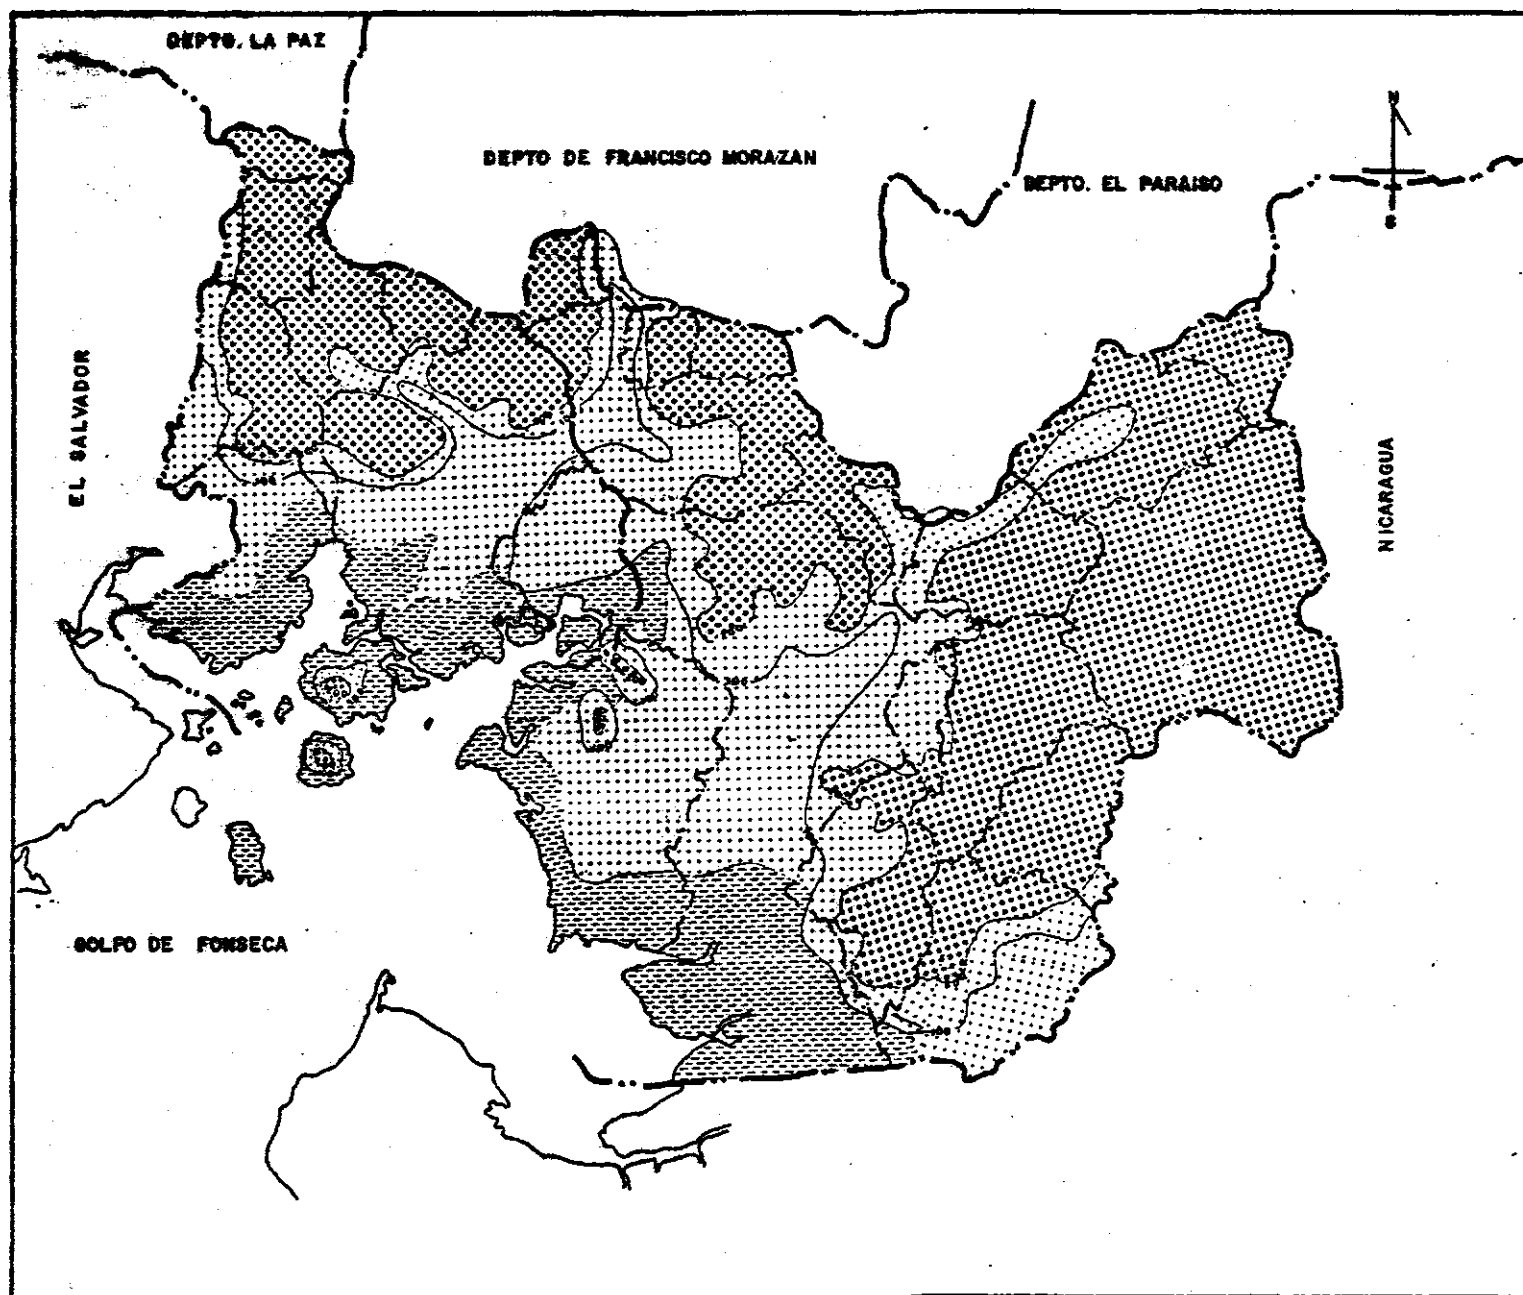 DEPTO. LA PAZ
N
DEPTO DE FRANCISCO MORAZAN
DEPTO. EL PARAISO
S
EL SALVADOR
NICARAGUA
GOLFO DE FONSECA